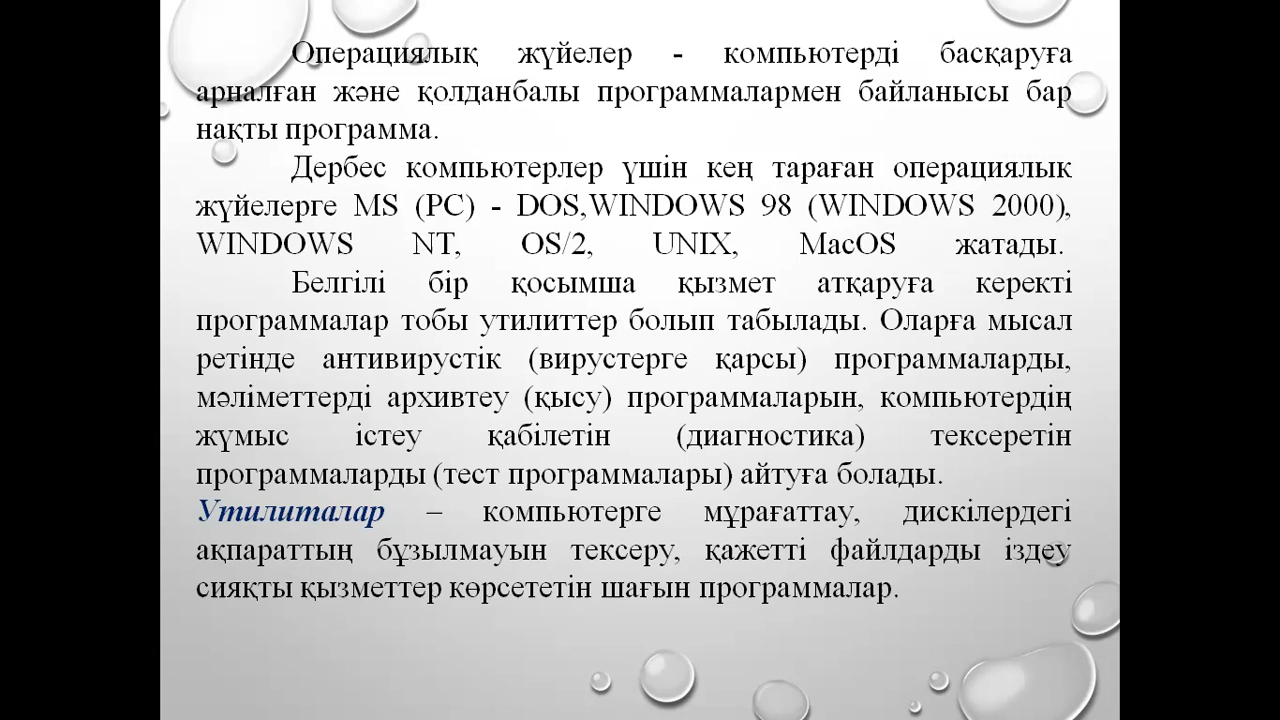 Операциялық жүйелер - компьютерді басқаруға
арналған және қолданбалы программалармен байланысы бар
нақты программа.
Дербес компьютерлер үшін кең тараған операциялык
жүйелерге MS (PC) - DOS,WINDOWS 98 (WINDOWS 2000),
WINDOWS NT, OS/2, UNIX, MacOS жатады.
Белгілі бір қосымша қызмет атқаруға керекті
программалар тобы утилиттер болып табылады. Оларға мысал
ретінде антивирустік (вирустерге қарсы) программаларды,
мәліметтерді архивтеу (қысу) программаларын, компьютердің
жүмыс істеу қабілетін (диагностика) тексеретін
программаларды (тест программалары) айтуға болады.
Утилиталар – компьютерге мұрағаттау, дискілердегі
ақпараттың бұзылмауын тексеру, қажетті файлдарды іздеу
сияқты қызметтер көрсететін шағын программалар.